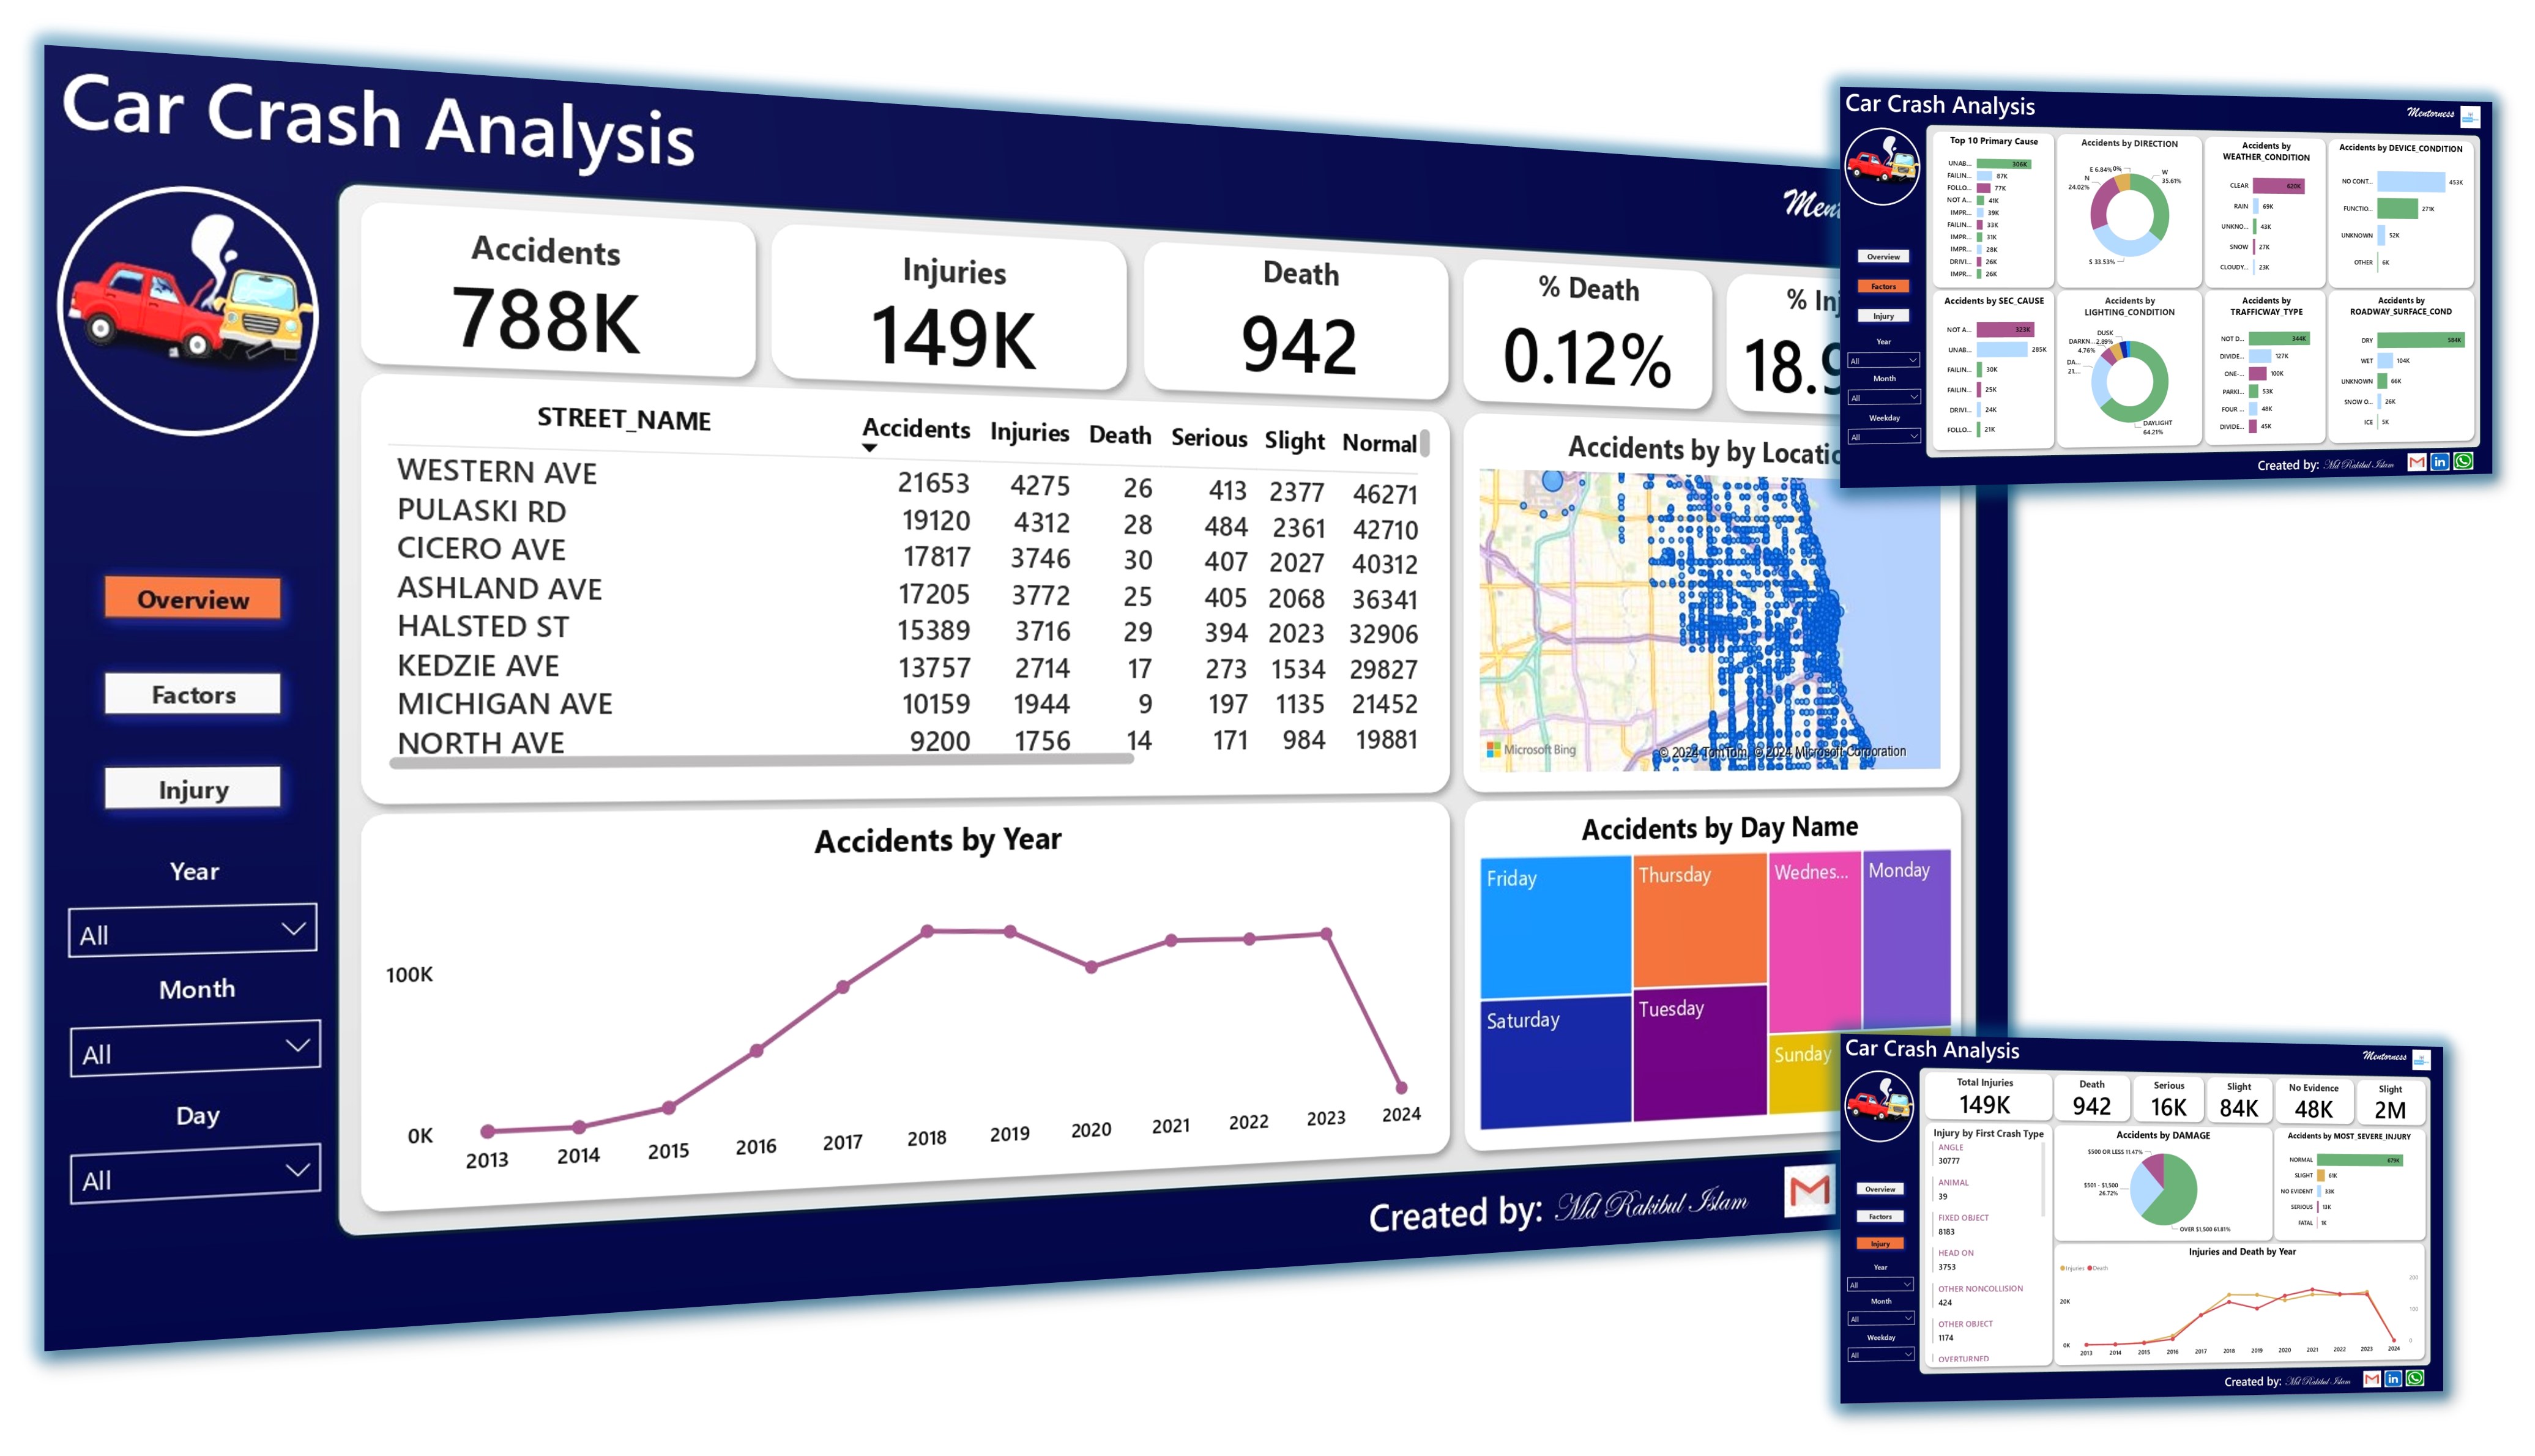 Car Crash Analysis
Accidents
788K
Injuries
149K
Death
942
% Death
0.12%
% Inj
18.9
STREET_NAME Accidents Injuries Death Serious Slight Normal
WESTERN AVE 21653 4275 26 413 2377 46271
PULASKI RD 19120 4312 28 484 2361 42710
CICERO AVE 17817 3746 30 407 2027 40312
ASHLAND AVE 17205 3772 25 405 2068 36341
HALSTED ST 15389 3716 29 394 2023 32906
KEDZIE AVE 13757 2714 17 273 1534 29827
MICHIGAN AVE 10159 1944 9 197 1135 21452
NORTH AVE 9200 1756 14 171 984 19881
Accidents by by Locatio
Microsoft Bing
© 2024 TomTom, © 2024 Microsoft Corporation
Overview
Factors
Injury
Year
All
Month
All
Day
All
Accidents by Year
100K
0K
2013 2014 2015 2016 2017 2018 2019 2020 2021 2022 2023 2024
Accidents by Day Name
Friday
Saturday
Thursday
Tuesday
Wednes...
Monday
Sunday
Created by: Md Rakibul Islam
Car Crash Analysis
Mentorness
Overview
Factors
Injury
Year
All
Month
All
Weekday
All
Top 10 Primary Cause
UNAB... 306K
FAILIN... 87K
FOLLO... 77K
NOT A... 41K
IMPR... 39K
FAILIN... 33K
IMPR... 31K
IMPR... 28K
DRIVI... 26K
IMPR... 26K
Accidents by DIRECTION
E 6.84%
0%
N
24.02%
W
35.61%
S 33.53%
Accidents by
WEATHER_CONDITION
CLEAR 620K
RAIN 69K
UNKNO... 43K
SNOW 27K
CLOUDY... 23K
Accidents by DEVICE_CONDITION
NO CONT... 453K
FUNCTIO... 271K
UNKNOWN 52K
OTHER 6K
Accidents by SEC_CAUSE
NOT A... 323K
UNAB... 285K
FAILIN... 30K
FAILIN... 25K
DRIVI... 24K
FOLLO... 21K
Accidents by
LIGHTING_CONDITION
DUSK
2.89%
DARKN...
4.76%
DA...
21....
DAYLIGHT
64.21%
Accidents by
TRAFFICWAY_TYPE
NOT D... 344K
DIVIDE... 127K
ONE-... 100K
PARKI... 53K
FOUR ... 48K
DIVIDE... 45K
Accidents by
ROADWAY_SURFACE_COND
DRY 584K
WET 104K
UNKNOWN 66K
SNOW O... 26K
ICE 5K
Created by: Md Rakibul Islam
Car Crash Analysis
Mentorness
Total Injuries
149K
Death
942
Serious
16K
Slight
84K
No Evidence
48K
Slight
2M
Overview
Factors
Injury
Year
All
Month
All
Weekday
All
Injury by First Crash Type
ANGLE
30777
ANIMAL
39
FIXED OBJECT
8183
HEAD ON
3753
OTHER NONCOLLISION
424
OTHER OBJECT
1174
OVERTURNED
Accidents by DAMAGE
$500 OR LESS 11.47%
$501 - $1,500
26.72%
OVER $1,500 61.81%
Accidents by MOST_SEVERE_INJURY
NORMAL 679K
SLIGHT 61K
NO EVIDENT 33K
SERIOUS 13K
FATAL 1K
Injuries and Death by Year
Injuries Death
20K
0K
200
100
0
2013 2014 2015 2016 2017 2018 2019 2020 2021 2022 2023 2024
Created by: Md Rakibul Islam